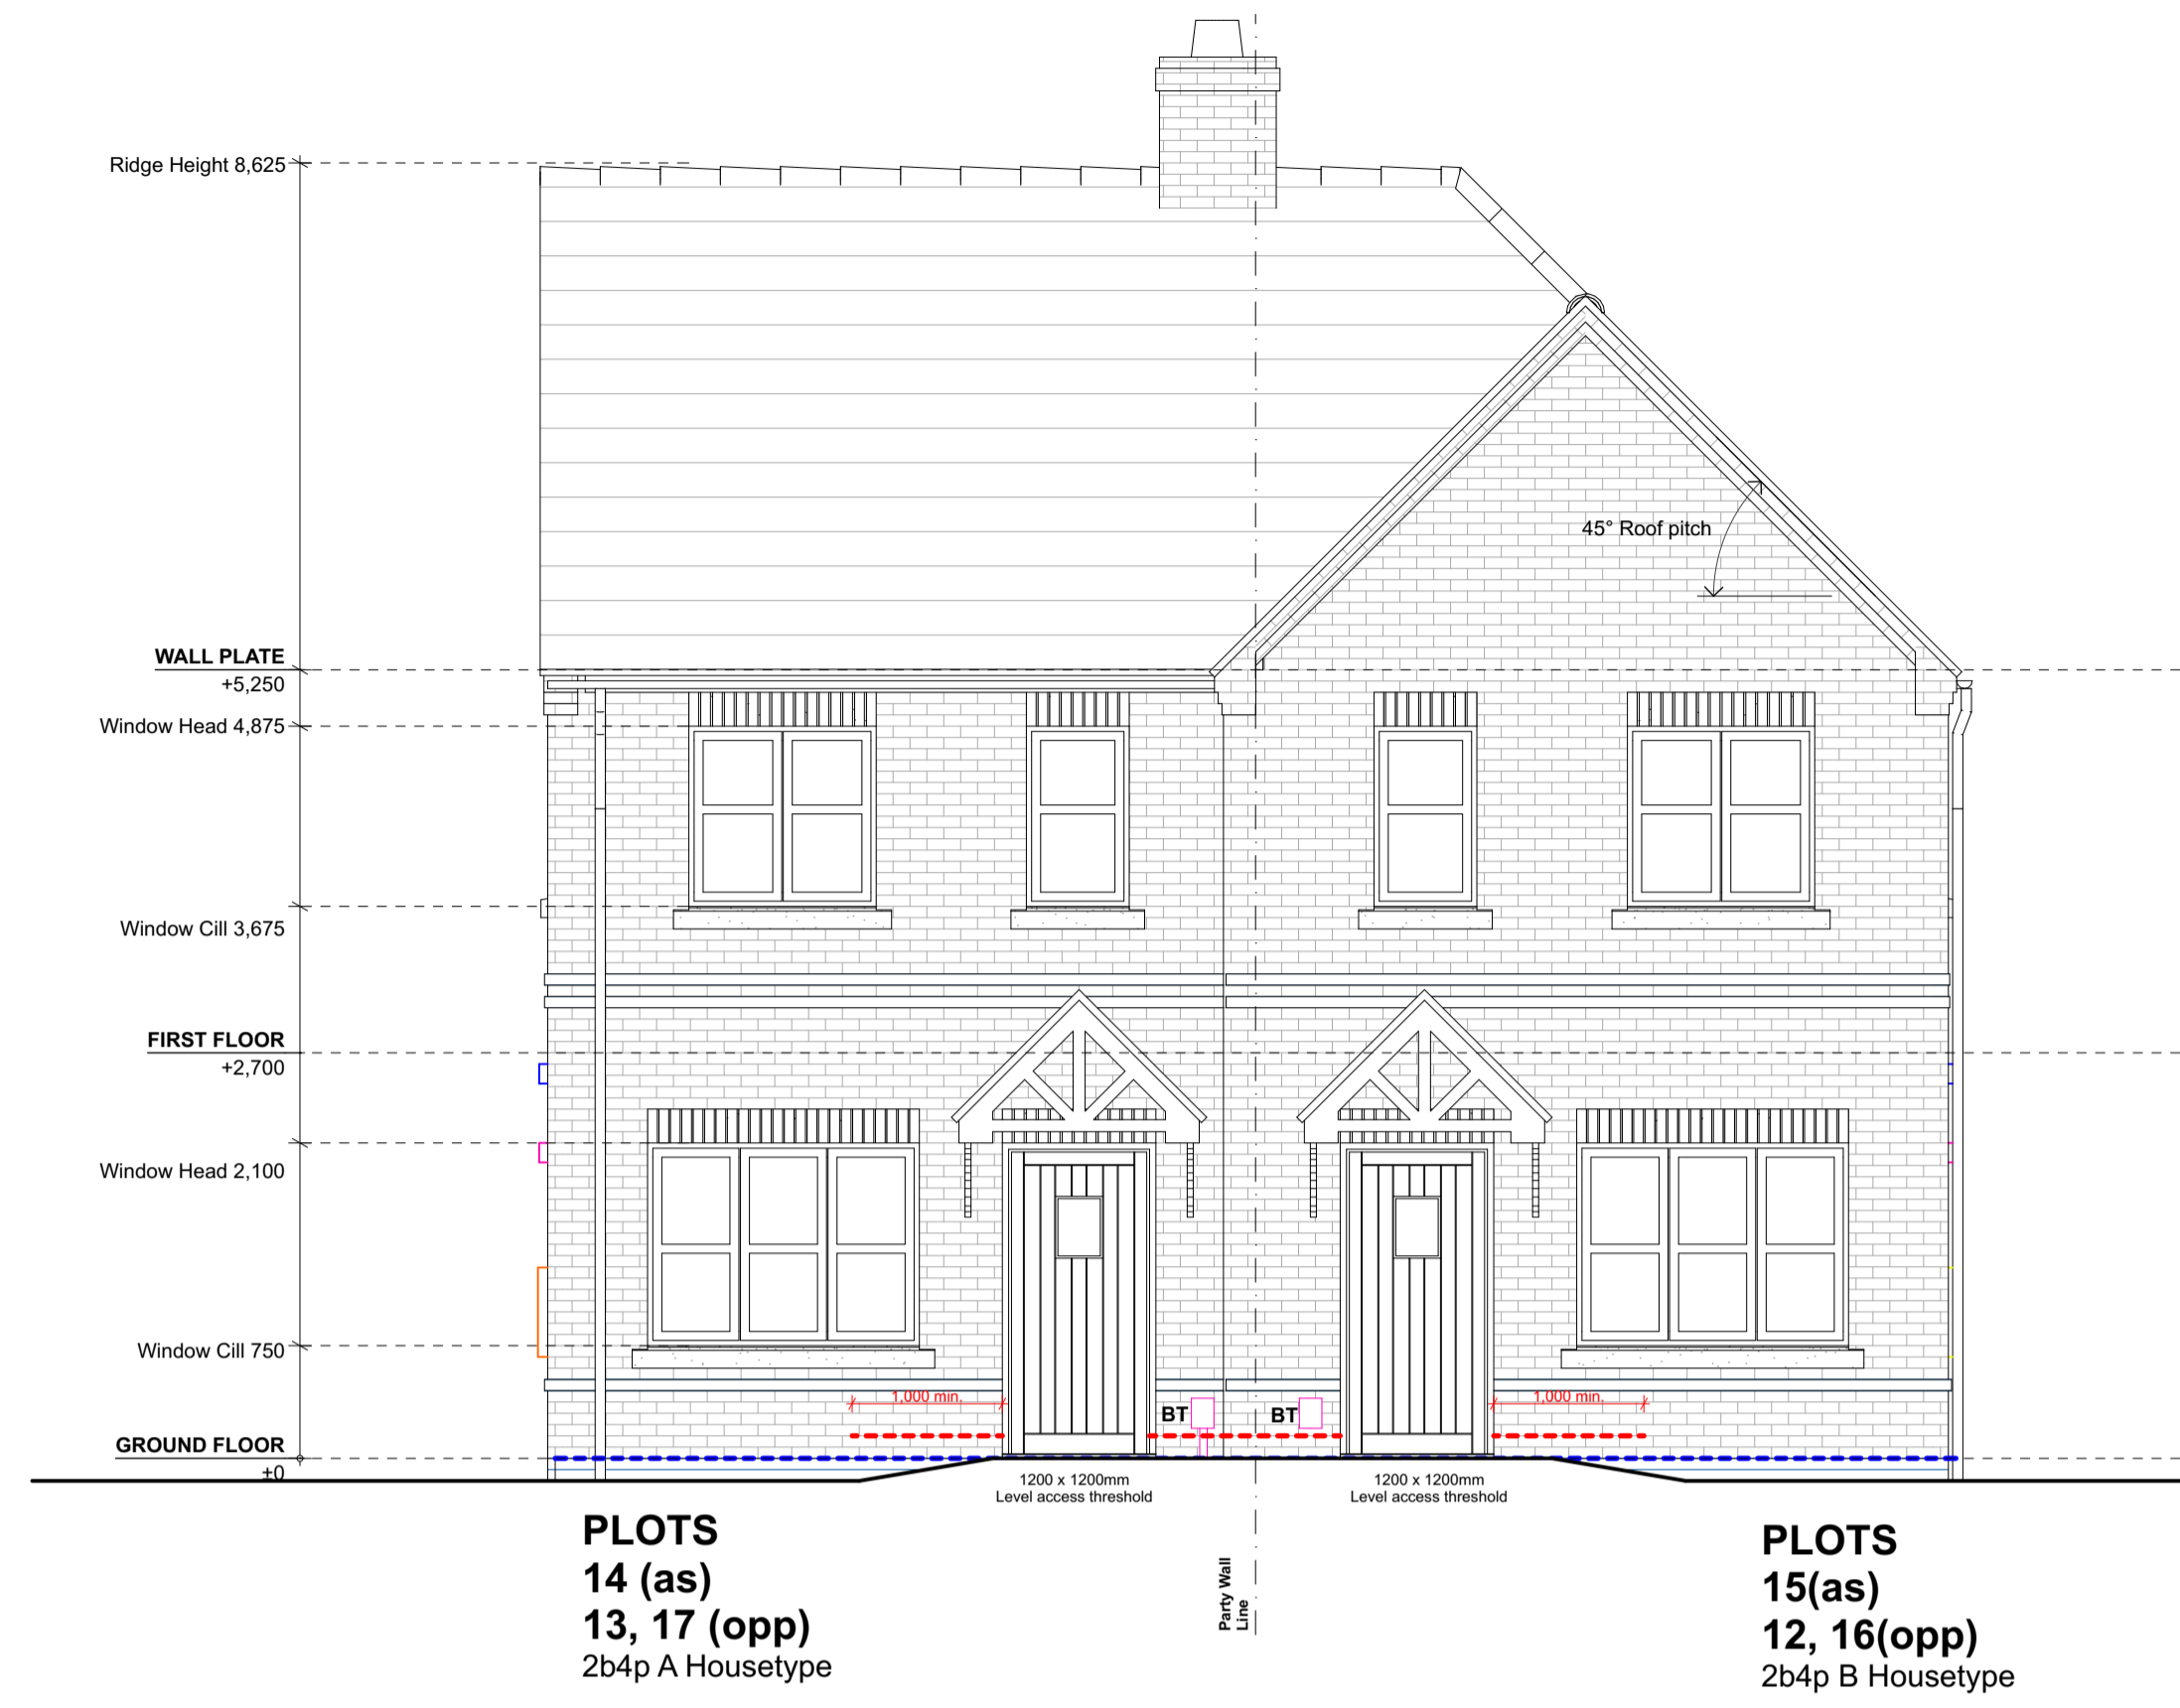 Ridge Height 8,625
45° Roof pitch
WALL PLATE
+5,250
Window Head 4,875
Window Cill 3,675
FIRST FLOOR
+2,700
Window Head 2,100
Window Cill 750
1,000 min.
1,000 min.
BT
BT
GROUND FLOOR
±0
1200 x 1200mm
Level access threshold
1200 x 1200mm
Level access threshold
PLOTS
14 (as)
13, 17 (opp)
2b4p A Housetype
Party Wall
Line
PLOTS
15(as)
12, 16(opp)
2b4p B Housetype